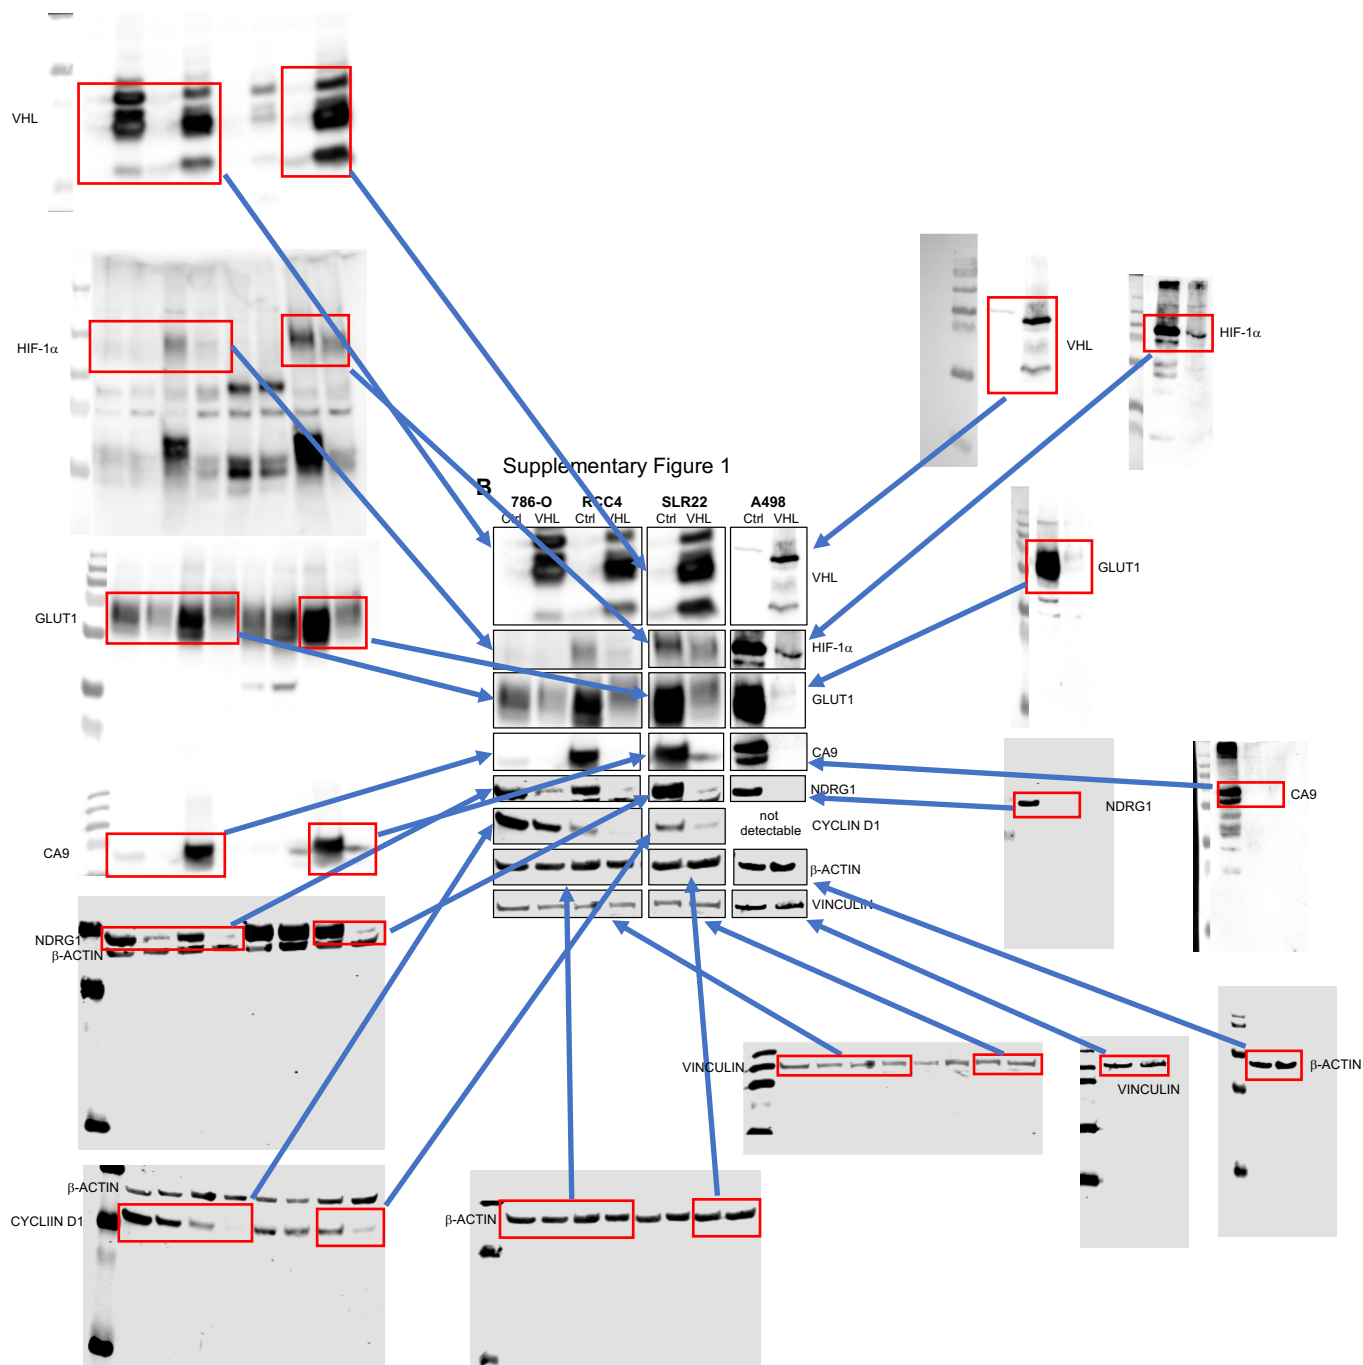 VHL
HIF-1α
GLUT1
CA9
NDRG1
β-ACTIN
β-ACTIN
CYCLIIN D1
Supplementary Figure 1
B
786-O RCC4 SLR22 A498
Ctrl VHL Ctrl VHL Ctrl VHL Ctrl VHL
VHL
HIF-1α
GLUT1
CA9
NDRG1
not
detectable
CYCLIN D1
β-ACTIN
VINCULIN
VHL
HIF-1α
GLUT1
NDRG1
CA9
VINCULIN
VINCULIN
β-ACTIN
β-ACTIN